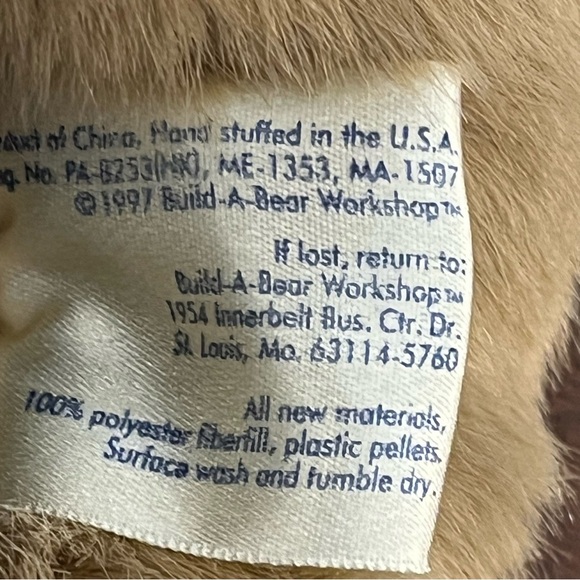 of China, Hand stuffed in the U.S.A.
No. PA-8253(HK), ME-1353, MA-1507
©1997 Build-A-Bear Workshop™
If lost, return to:
Build-A-Bear Workshop™
1954 Innerbelt Bus. Ctr. Dr.
St. Louis, Mo. 63114-5760
All new materials,
100% polyester fiberfill, plastic pellets.
Surface wash and tumble dry.